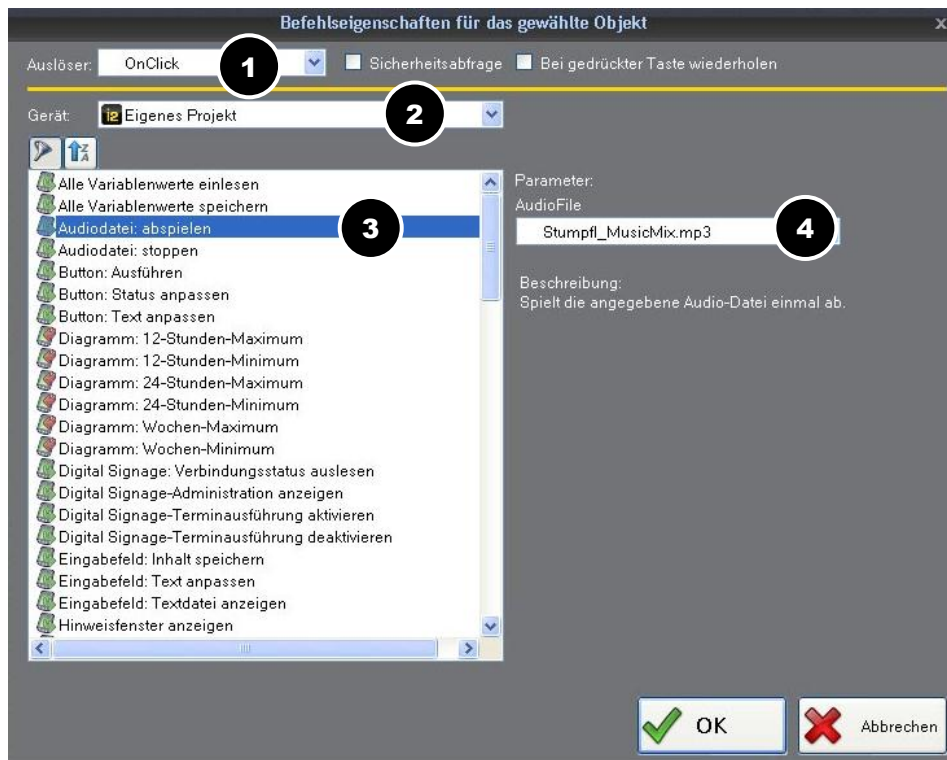 Befehlseigenschaften für das gewählte Objekt
x
Auslöser: OnClick 1 Sicherheitsabfrage Bei gedrückter Taste wiederholen
Gerät: i2 Eigenes Projekt 2
Z A
Alle Variablenwerte einlesen
Alle Variablenwerte speichern
Audiodatei: abspielen 3
Audiodatei: stoppen
Button: Ausführen
Button: Status anpassen
Button: Text anpassen
Diagramm: 12-Stunden-Maximum
Diagramm: 12-Stunden-Minimum
Diagramm: 24-Stunden-Maximum
Diagramm: 24-Stunden-Minimum
Diagramm: Wochen-Maximum
Diagramm: Wochen-Minimum
Digital Signage: Verbindungsstatus auslesen
Digital Signage-Administration anzeigen
Digital Signage-Terminausführung aktivieren
Digital Signage-Terminausführung deaktivieren
Eingabefeld: Inhalt speichern
Eingabefeld: Text anpassen
Eingabefeld: Textdatei anzeigen
Hinweisfenster anzeigen
Parameter:
AudioFile
Stumpfl_MusicMix.mp3 4
Beschreibung:
Spielt die angegebene Audio-Datei einmal ab.
OK
Abbrechen